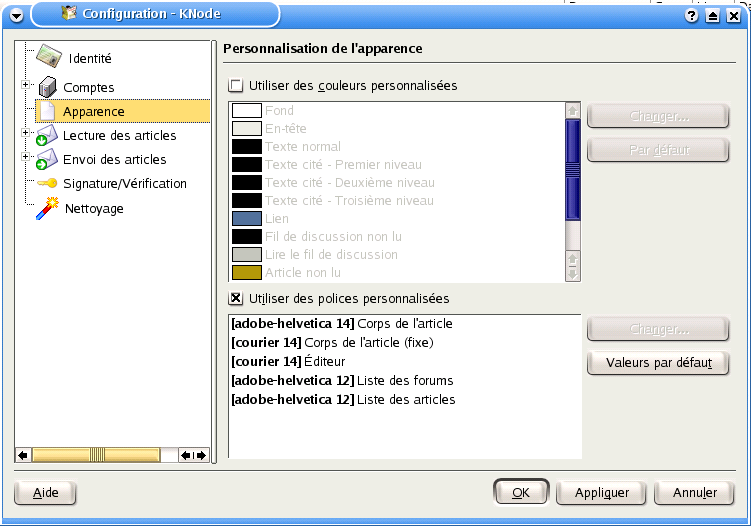 Configuration - KNode
Identité
Comptes
Apparence
Lecture des articles
Envoi des articles
Signature/Vérification
Nettoyage
Personnalisation de l'apparence
Utiliser des couleurs personnalisées
Fond
En-tête
Texte normal
Texte cité - Premier niveau
Texte cité - Deuxième niveau
Texte cité - Troisième niveau
Lien
Fil de discussion non lu
Lire le fil de discussion
Article non lu
Changer...
Par défaut
Utiliser des polices personnalisées
[adobe-helvetica 14] Corps de l'article
[courier 14] Corps de l'article (fixe)
[courier 14] Éditeur
[adobe-helvetica 12] Liste des forums
[adobe-helvetica 12] Liste des articles
Changer...
Valeurs par défaut
Aide
OK
Appliquer
Annuler